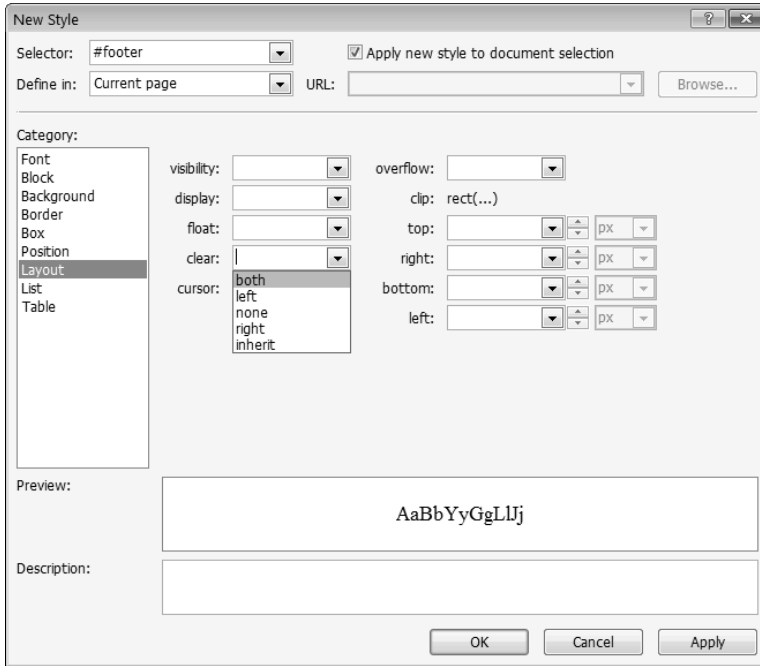 New Style
Selector: #footer Apply new style to document selection
Define in: Current page URL: Browse...
Category:
Font
Block
Background
Border
Box
Position
Layout
List
Table
visibility: overflow:
display: clip: rect(...)
float: top: px
clear: right: px
cursor: bottom: px
left: px
both
left
none
right
inherit
Preview:
AaBbYyGgLlJj
Description:
OK Cancel Apply